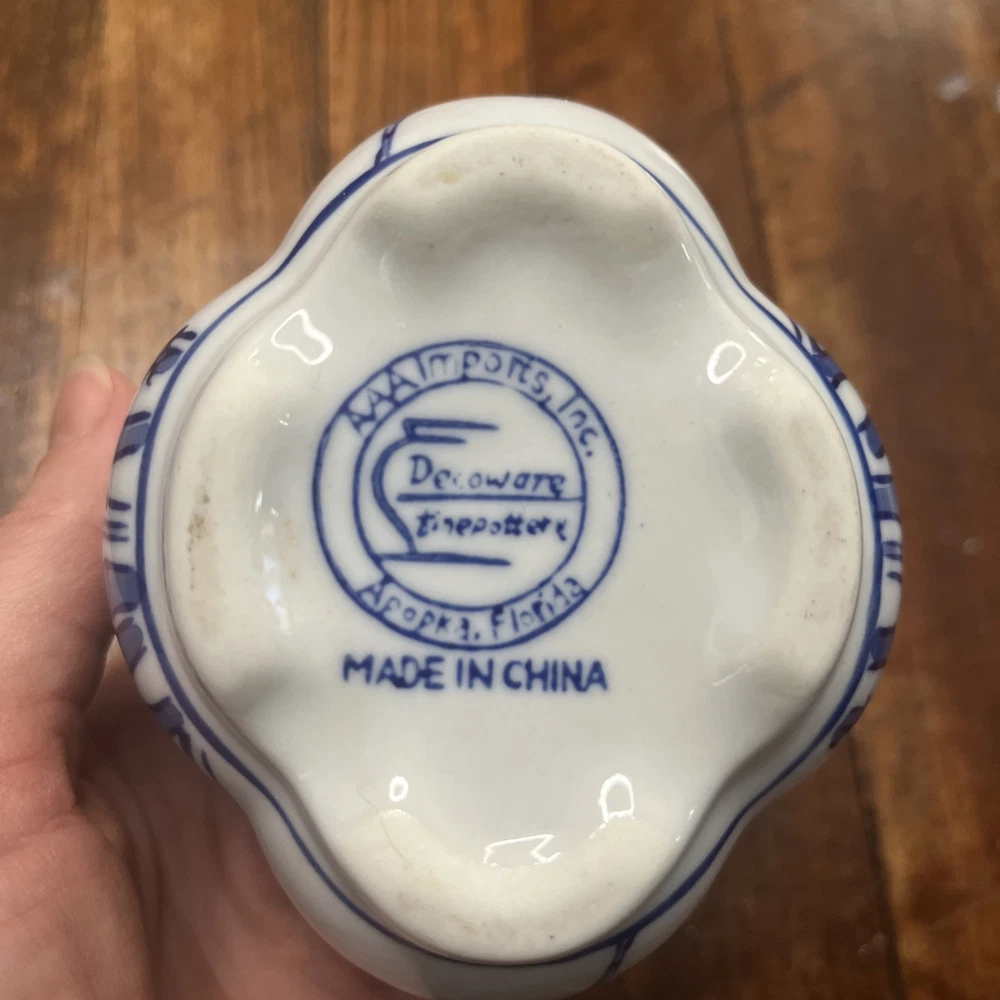 AAA Imports, Inc.
Decoware
finepottery
Apopka, Florida
MADE IN CHINA